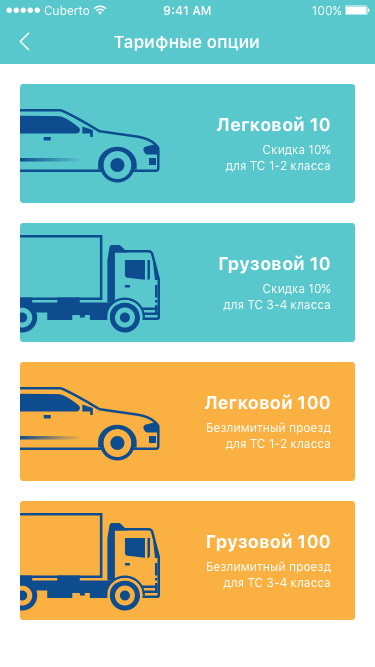 Cuberto 9:41 AM 100%
Тарифные опции
Легковой 10
Скидка 10%
для ТС 1-2 класса
Грузовой 10
Скидка 10%
для ТС 3-4 класса
Легковой 100
Безлимитный проезд
для ТС 1-2 класса
Грузовой 100
Безлимитный проезд
для ТС 3-4 класса